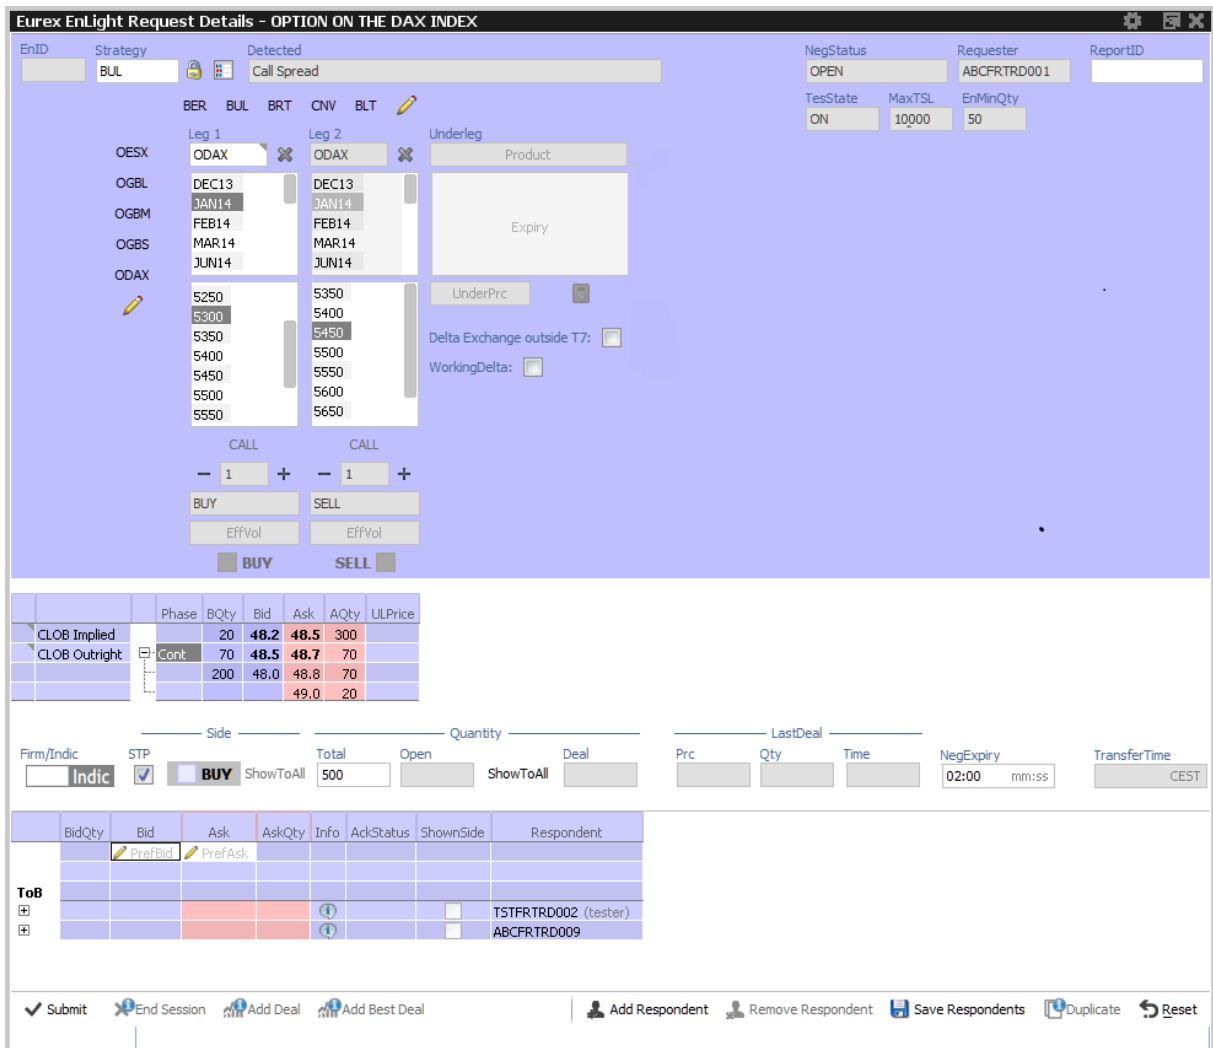 Eurex EnLight Request Details - OPTION ON THE DAX INDEX
EnID Strategy Detected NegStatus Requester ReportID
BUL Call Spread OPEN ABCFRTRD001
TesState MaxTSL EnMinQty
ON 10000 50
BER BUL BRT CNV BLT
Leg 1 Leg 2 Underleg
OESX ODAX ODAX Product
OGBL DEC13 DEC13
JAN14 JAN14
OGBM FEB14 FEB14 Expiry
OGBS MAR14 MAR14
JUN14 JUN14
ODAX
5250 5350 UnderPrc
5300 5400
5350 5450 Delta Exchange outside T7:
5400 5500
5450 5550 WorkingDelta:
5500 5600
5550 5650
CALL CALL
− 1 + − 1 +
BUY SELL
EffVol EffVol
BUY SELL
Phase BQty Bid Ask AQty ULPrice
CLOB Implied 20 48.2 48.5 300
CLOB Outright Cont 70 48.5 48.7 70
200 48.0 48.8 70
49.0 20
Side Quantity LastDeal
Firm/Indic STP Total Open Deal Prc Qty Time NegExpiry TransferTime
Indic BUY ShowToAll 500 ShowToAll 02:00 mm:ss CEST
BidQty Bid Ask AskQty Info AckStatus ShownSide Respondent
PrefBid PrefAsk
ToB
TSTFRTRD002 (tester)
ABCFRTRD009
Submit End Session Add Deal Add Best Deal Add Respondent Remove Respondent Save Respondents Duplicate Reset